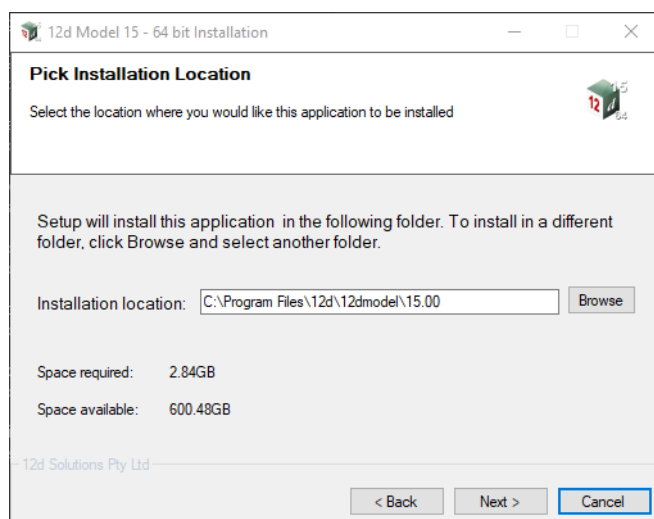 12d Model 15 - 64 bit Installation
Pick Installation Location
Select the location where you would like this application to be installed
15
12 d
64
Setup will install this application in the following folder. To install in a different
folder, click Browse and select another folder.
Installation location: C:\Program Files\12d\12dmodel\15.00 Browse
Space required: 2.84GB
Space available: 600.48GB
12d Solutions Pty Ltd
< Back Next > Cancel